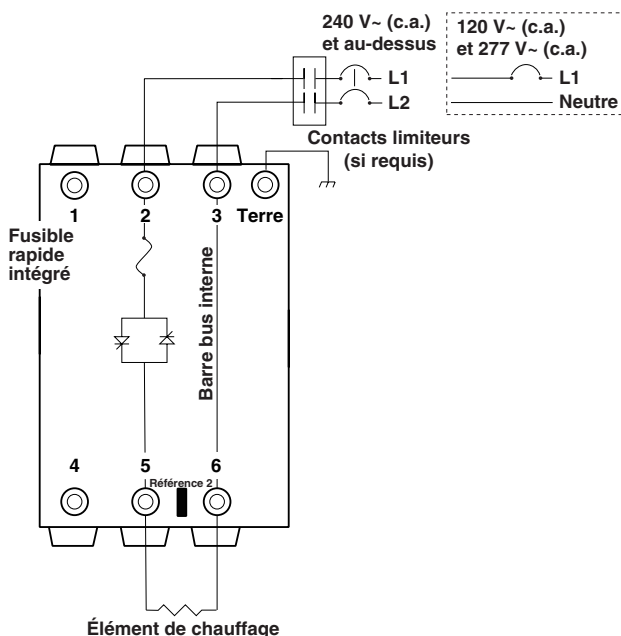 240 V~ (c.a.)
et au-dessus
L1
L2
120 V~ (c.a.)
et 277 V~ (c.a.)
L1
Neutre
Contacts limiteurs
(si requis)
1
2
3
Terre
Fusible
rapide
intégré
Barre bus interne
4
5
6
Référence 2
Élément de chauffage